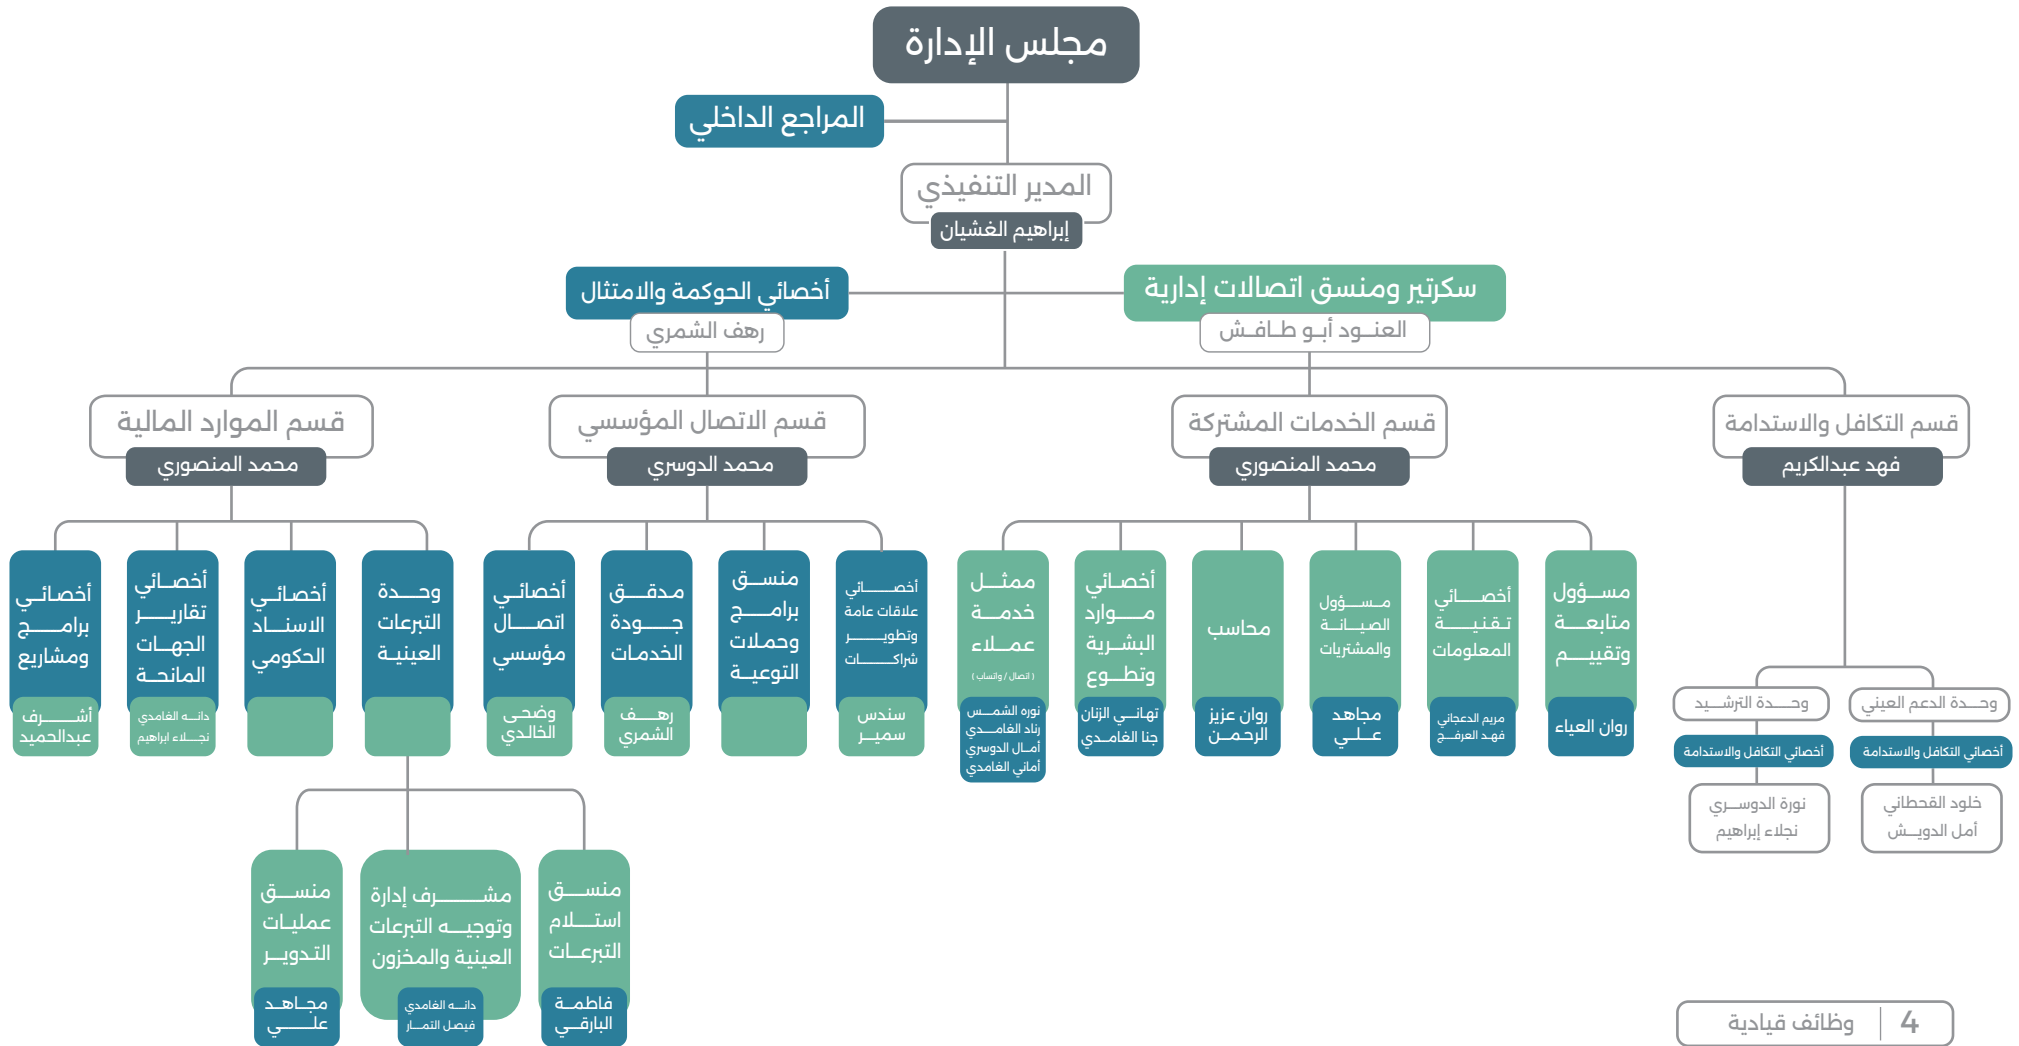 مجلس الإدارة
المراجع الداخلي
المدير التنفيذي
إبراهيم الغشيان
سكرتير ومنسق اتصالات إدارية
العنود أبو طافش
أخصائي الحوكمة والامتثال
رهف الشمري
قسم التكافل والاستدامة
فهد عبدالكريم
قسم الخدمات المشتركة
محمد المنصوري
قسم الاتصال المؤسسي
محمد الدوسري
قسم الموارد المالية
محمد المنصوري
وحدة الدعم العيني
أخصائي التكافل والاستدامة
خلود القحطاني
أمل الدويش
وحدة الترشيد
أخصائي التكافل والاستدامة
نورة الدوسري
نجلاء إبراهيم
مسؤول
متابعة
وتقييم
روان العياء
أخصائي
تقنية
المعلومات
مريم الدعجاني
فهد العرفج
مسؤول
الصيانة
والمشتريات
مجاهد
علي
محاسب
روان عزيز
الرحمن
أخصائي
موارد
البشرية
وتطوع
تهاني الزنان
جنا الغامدي
ممثل
خدمة
عملاء
( اتصال / واتساب )
نوره الشمس
رناد الغامدي
أمال الدوسري
أماني الغامدي
أخصائي
علاقات عامة
وتطوير
شراكات
سندس
سمير
منسق
برامج
وحملات
التوعية
مدقق
جودة
الخدمات
رهف
الشمري
أخصائي
اتصال
مؤسسي
وضحى
الخالدي
وحدة
التبرعات
العينية
أخصائي
الاسناد
الحكومي
أخصائي
تقارير
الجهات
المانحة
دانه الغامدي
نجلاء ابراهيم
أخصائي
برامج
ومشاريع
أشرف
عبدالحميد
منسق
استلام
التبرعات
فاطمة
البارقي
مشرف إدارة
وتوجيه التبرعات
العينية والمخزون
دانه الغامدي
فيصل التمار
منسق
عمليات
التدوير
مجاهد
علي
4 | وظائف قيادية